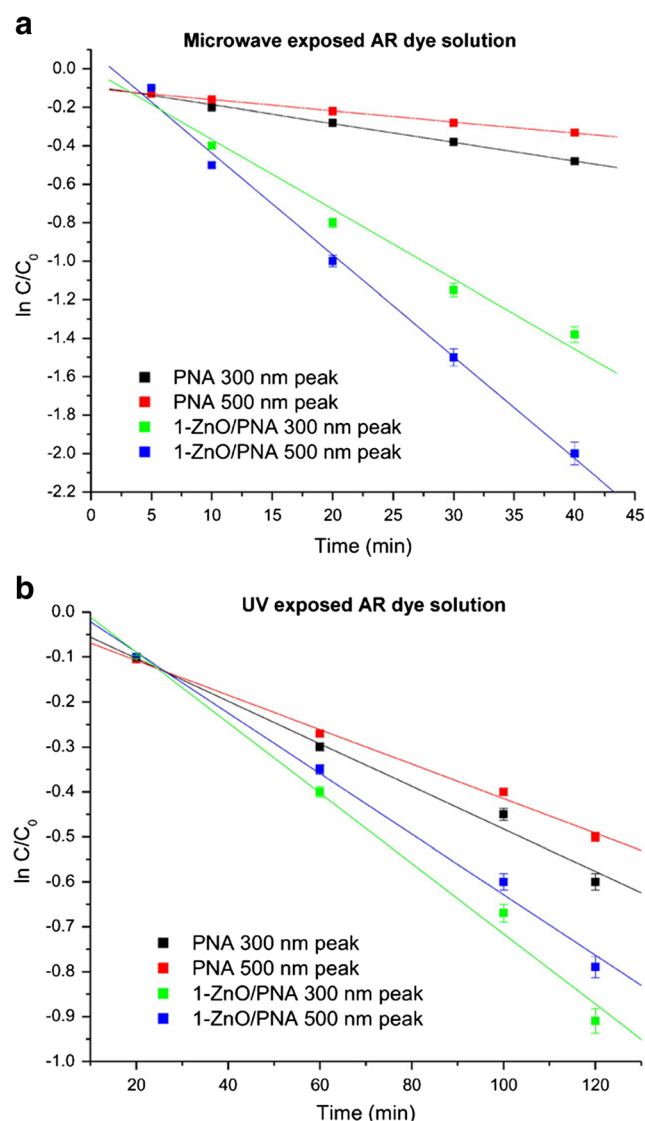 a
Microwave exposed AR dye solution
0.0
-0.2
-0.4
-0.6
-0.8
-1.0
-1.2
-1.4
-1.6
-1.8
-2.0
-2.2
ln C/C₀
PNA 300 nm peak
PNA 500 nm peak
1-ZnO/PNA 300 nm peak
1-ZnO/PNA 500 nm peak
0 5 10 15 20 25 30 35 40 45
Time (min)
b
UV exposed AR dye solution
0.0
-0.1
-0.2
-0.3
-0.4
-0.5
-0.6
-0.7
-0.8
-0.9
-1.0
ln C/C₀
PNA 300 nm peak
PNA 500 nm peak
1-ZnO/PNA 300 nm peak
1-ZnO/PNA 500 nm peak
20 40 60 80 100 120
Time (min)